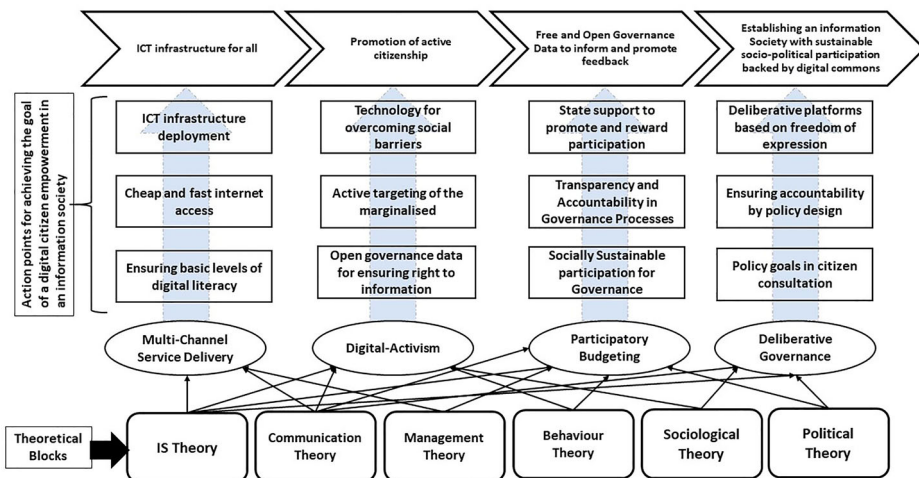 ICT infrastructure for all
Promotion of active
citizenship
Free and Open Governance
Data to inform and promote
feedback
Establishing an information
Society with sustainable
socio-political participation
backed by digital commons
Action points for achieving the goal
of a digital citizen empowerment in
an information society
ICT infrastructure
deployment
Technology for
overcoming social
barriers
State support to
promote and reward
participation
Deliberative platforms
based on freedom of
expression
Cheap and fast internet
access
Active targeting of the
marginalised
Transparency and
Accountability in
Governance Processes
Ensuring accountability
by policy design
Ensuring basic levels of
digital literacy
Open governance data
for ensuring right to
information
Socially Sustainable
participation for
Governance
Policy goals in citizen
consultation
Multi-Channel
Service Delivery
Digital-Activism
Participatory
Budgeting
Deliberative
Governance
Theoretical
Blocks
IS Theory
Communication
Theory
Management
Theory
Behaviour
Theory
Sociological
Theory
Political
Theory